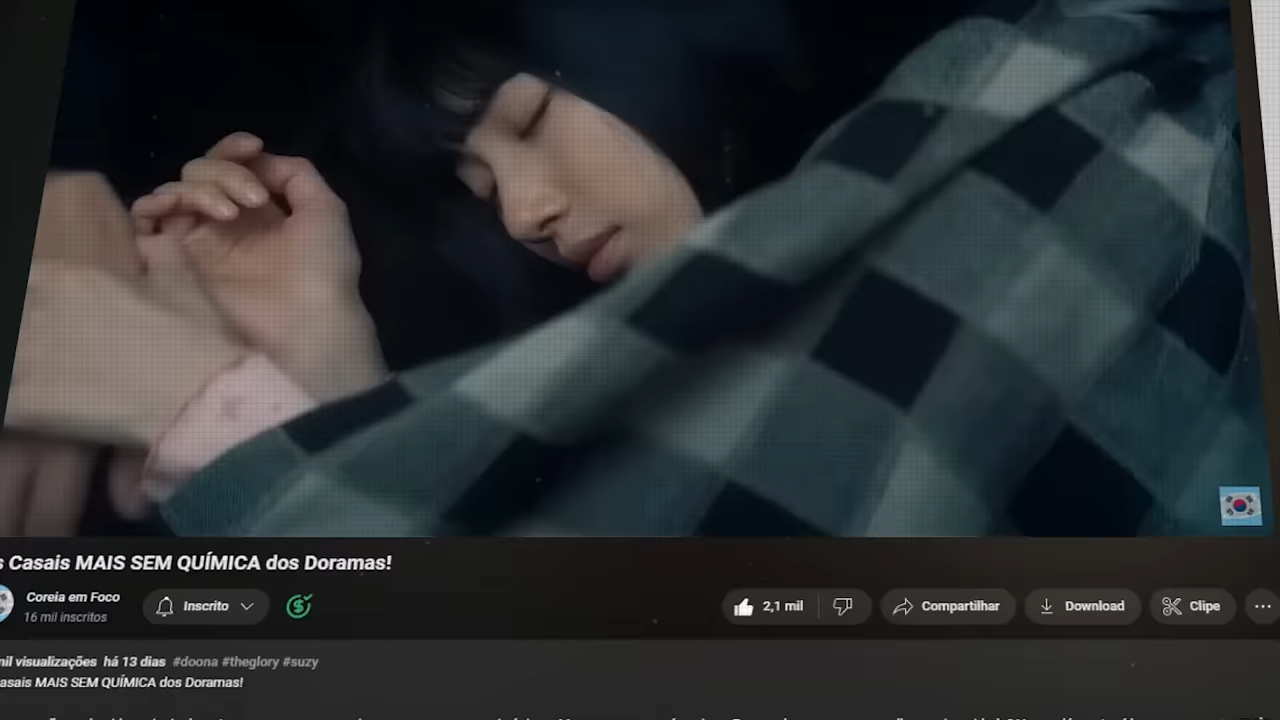 s Casais MAIS SEM QUÍMICA dos Doramas!
Coreia em Foco
16 mil inscritos
Inscrito
2,1 mil
Compartilhar
Download
Clipe
mil visualizações há 13 dias #doona #theglory #suzy
asais MAIS SEM QUÍMICA dos Doramas!